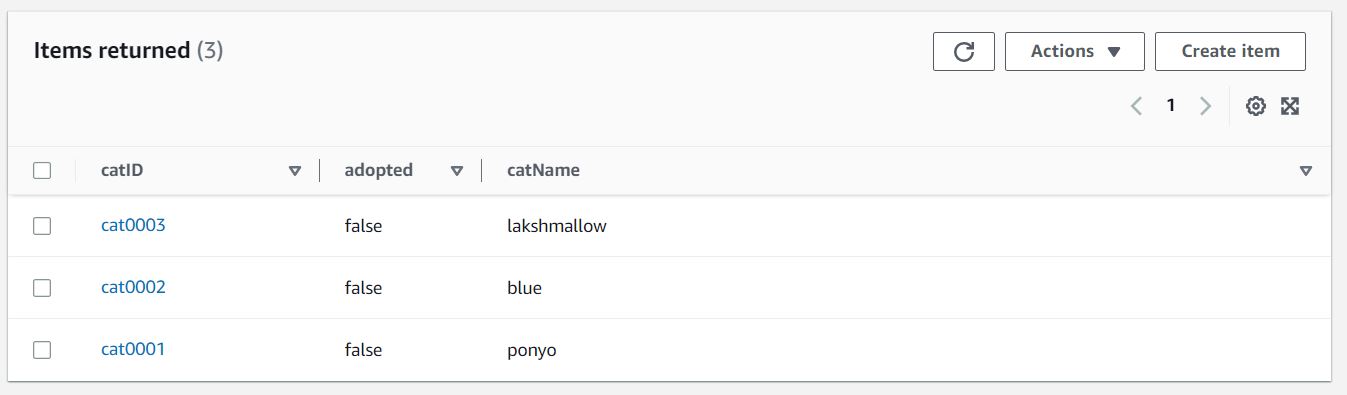 Items returned (3)
Actions
Create item
1
catID adopted catName
cat0003 false lakshmallow
cat0002 false blue
cat0001 false ponyo